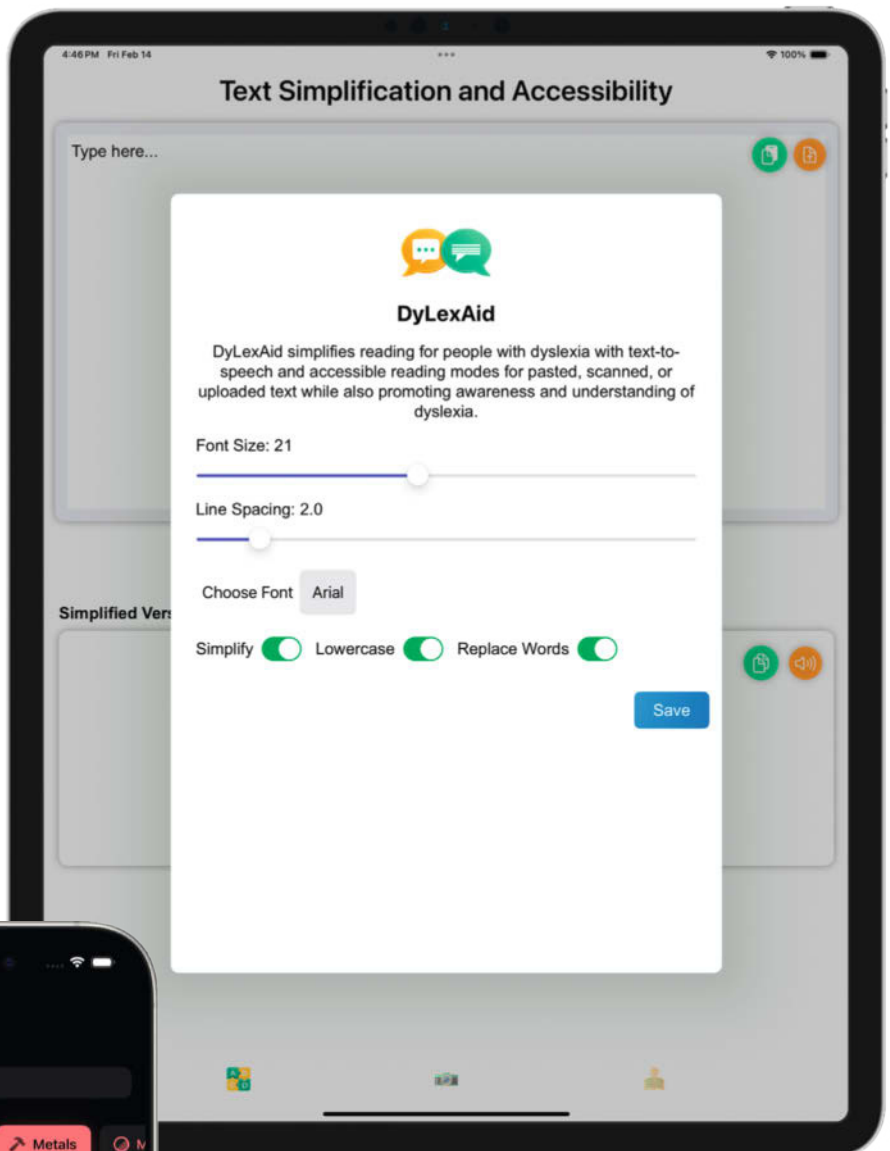 4:46 PM Fri Feb 14
100%
Text Simplification and Accessibility
Type here...
DyLexAid
DyLexAid simplifies reading for people with dyslexia with text-to-
speech and accessible reading modes for pasted, scanned, or
uploaded text while also promoting awareness and understanding of
dyslexia.
Font Size: 21
Line Spacing: 2.0
Choose Font Arial
Simplified Vers
Simplify Lowercase Replace Words
Save
Metals